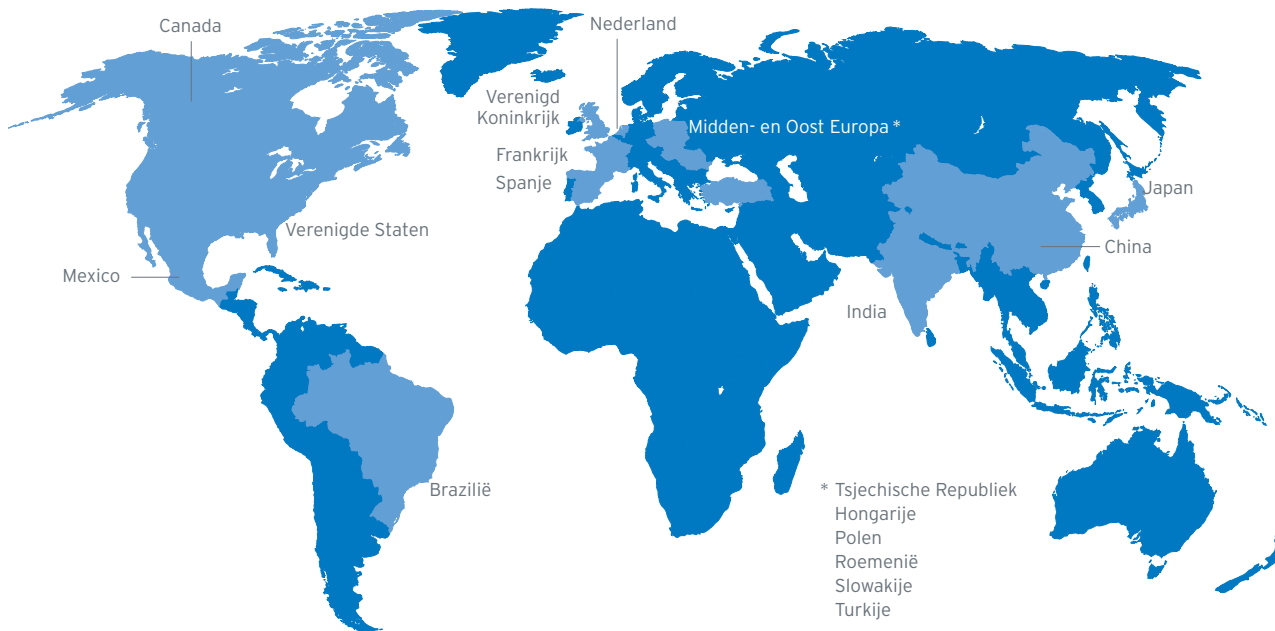 Canada
Nederland
Verenigd
Koninkrijk
Midden- en Oost Europa *
Frankrijk
Spanje
Japan
Verenigde Staten
China
Mexico
India
Brazilië
* Tsjechische Republiek
Hongarije
Polen
Roemenië
Slowakije
Turkije